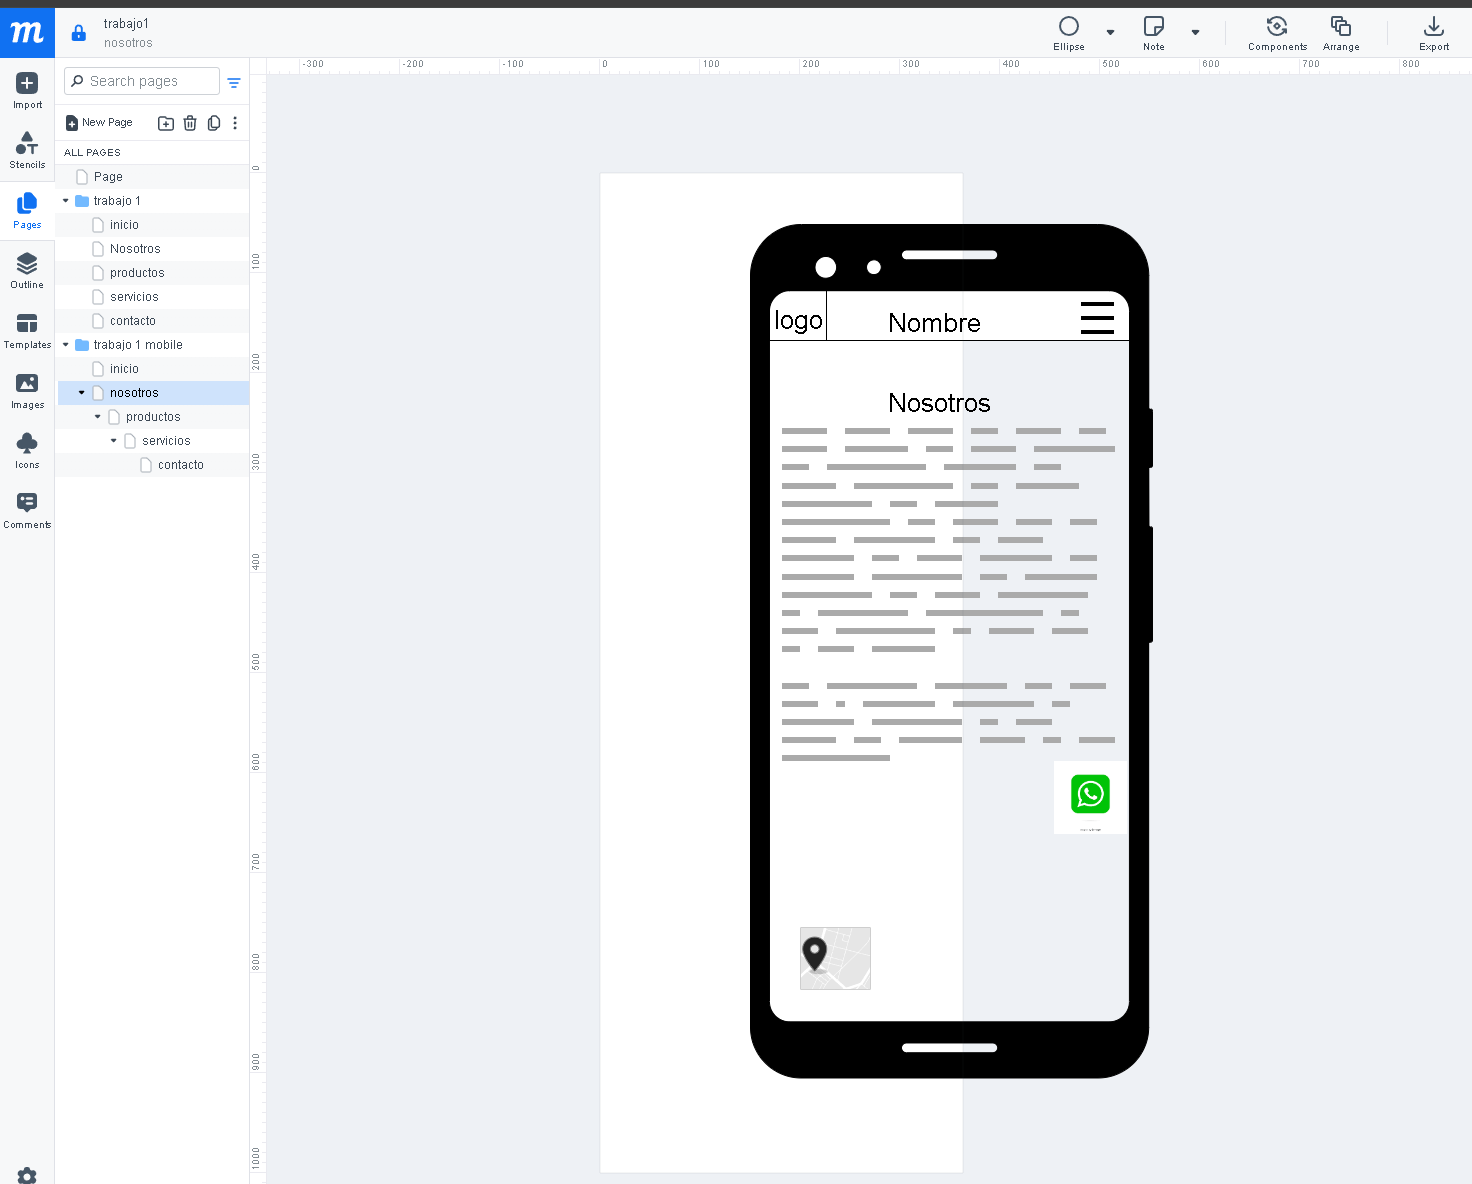 m
trabajo1
nosotros
Ellipse
Note
Components
Arrange
Export
Import
Stencils
Pages
Outline
Templates
Images
Icons
Comments
Search pages
New Page
ALL PAGES
Page
trabajo 1
inicio
Nosotros
productos
servicios
contacto
trabajo 1 mobile
inicio
nosotros
productos
servicios
contacto
-300 -200 -100 0 100 200 300 400 500 600 700 800
0
100
200
300
400
500
600
700
800
900
1000
logo
Nombre
Nosotros